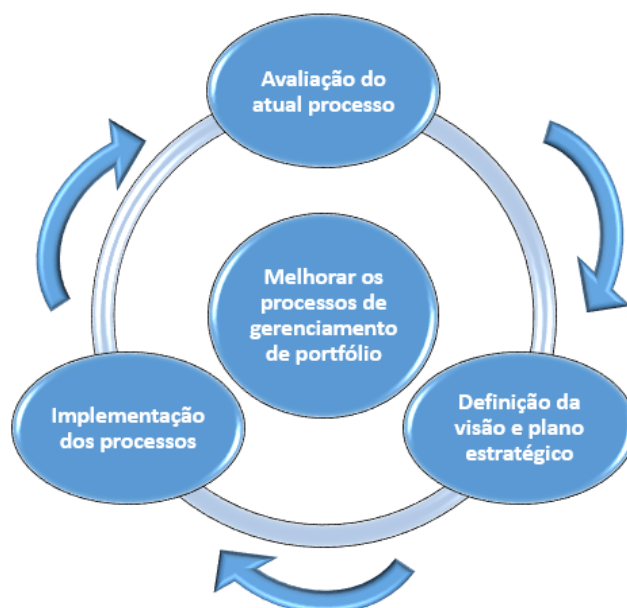 Avaliação do
atual processo
Melhorar os
processos de
gerenciamento
de portfólio
Implementação
dos processos
Definição da
visão e plano
estratégico